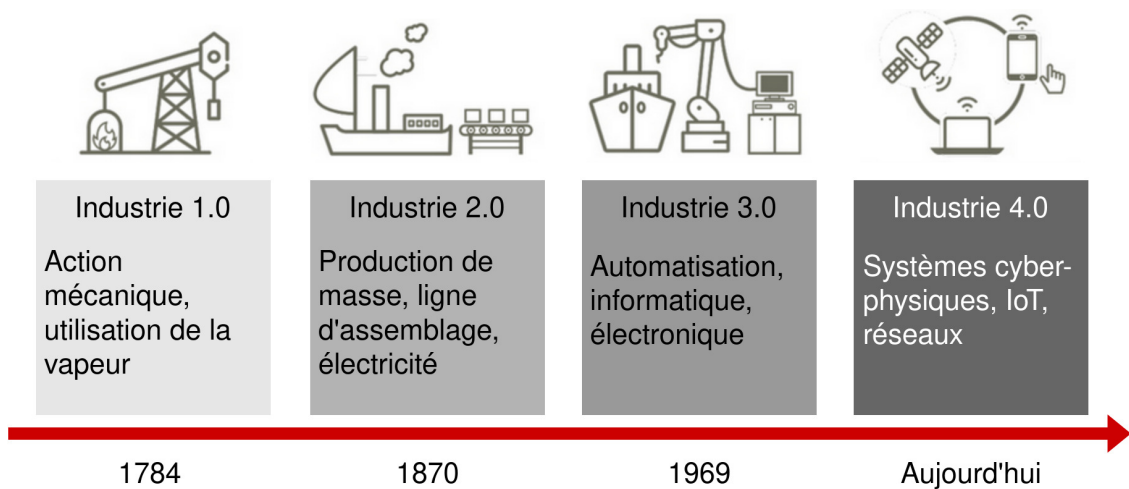 Industrie 1.0
Action
mécanique,
utilisation de la
vapeur
Industrie 2.0
Production de
masse, ligne
d'assemblage,
électricité
Industrie 3.0
Automatisation,
informatique,
électronique
Industrie 4.0
Systèmes cyber-
physiques, IoT,
réseaux
1784
1870
1969
Aujourd'hui